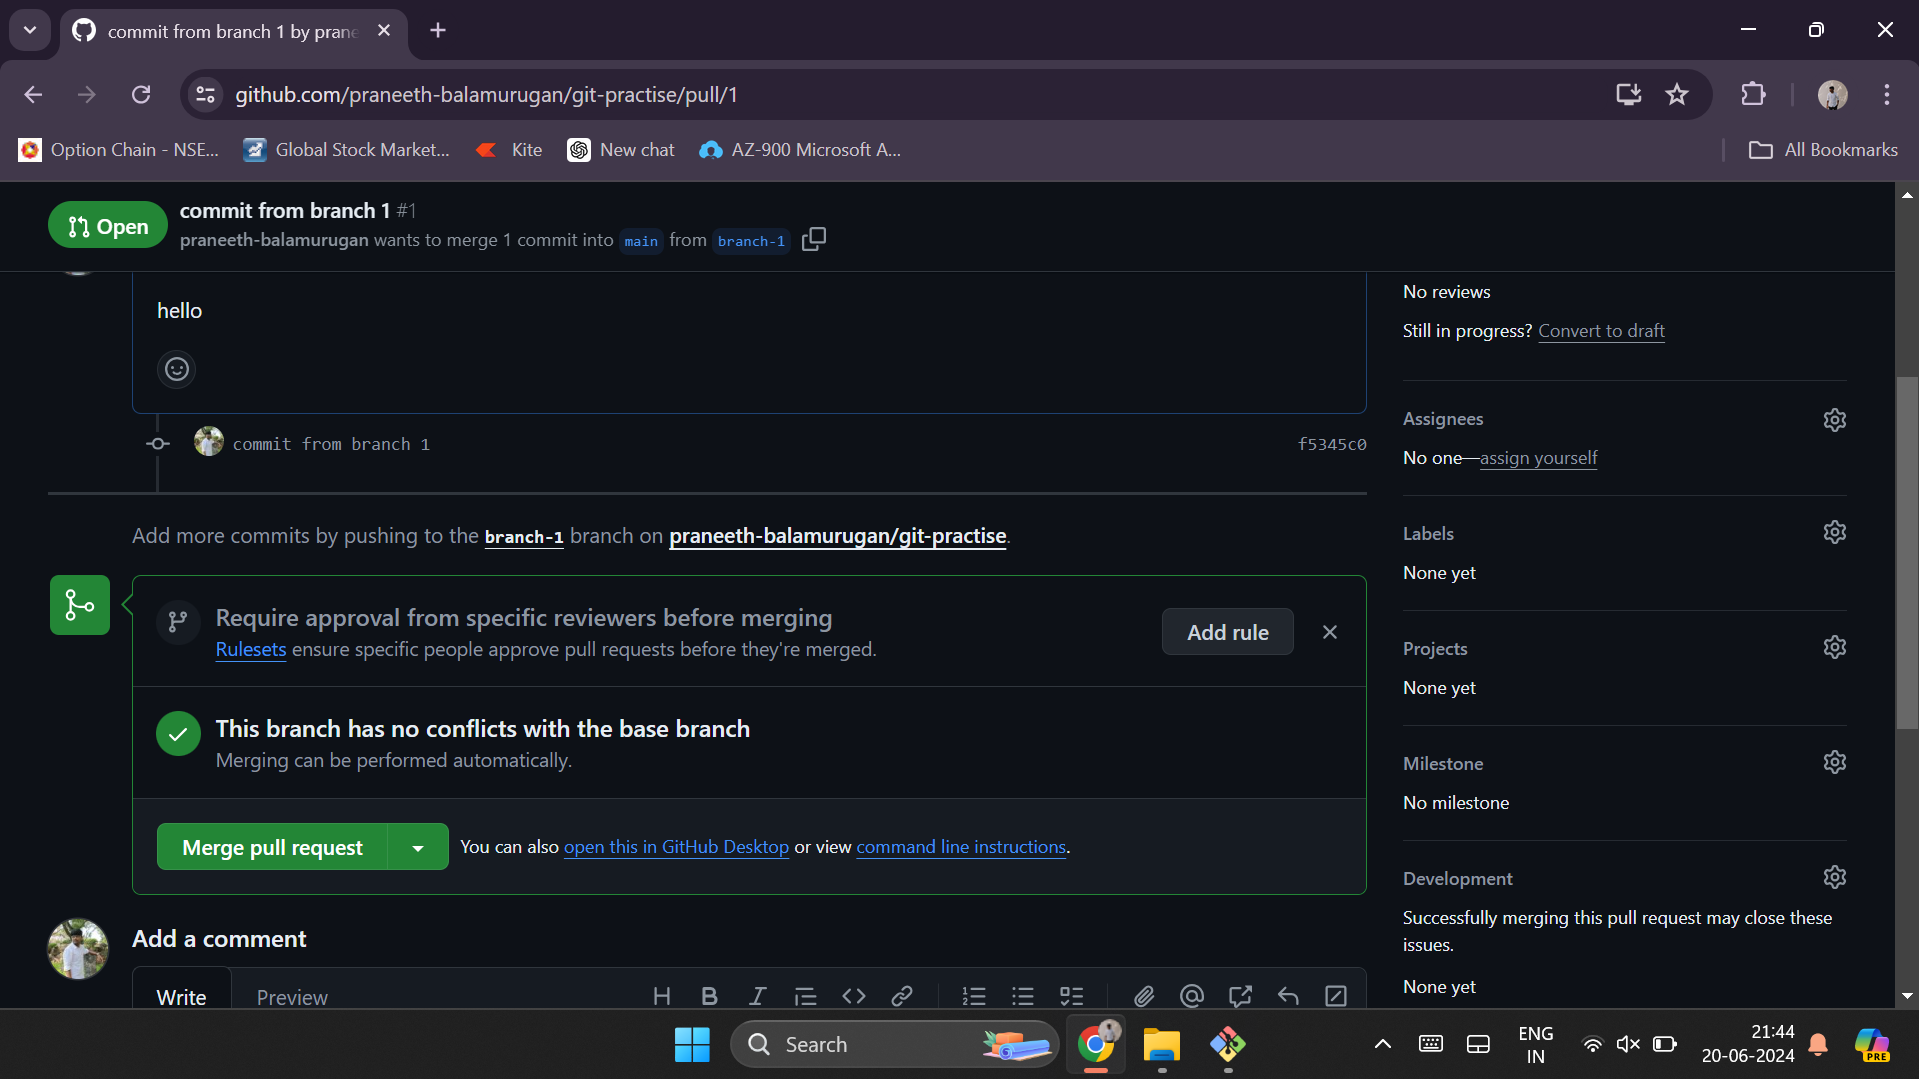 commit from branch 1 by prane
github.com/praneeth-balamurugan/git-practise/pull/1
Option Chain - NSE...
Global Stock Market...
Kite
New chat
AZ-900 Microsoft A...
All Bookmarks
Open
commit from branch 1 #1
praneeth-balamurugan wants to merge 1 commit into main from branch-1
hello
commit from branch 1
f5345c0
Add more commits by pushing to the branch-1 branch on praneeth-balamurugan/git-practise.
Require approval from specific reviewers before merging
Rulesets ensure specific people approve pull requests before they're merged.
Add rule
This branch has no conflicts with the base branch
Merging can be performed automatically.
Merge pull request
You can also open this in GitHub Desktop or view command line instructions.
Add a comment
Write
Preview
No reviews
Still in progress? Convert to draft
Assignees
No one—assign yourself
Labels
None yet
Projects
None yet
Milestone
No milestone
Development
Successfully merging this pull request may close these
issues.
None yet
Search
ENG
IN
21:44
20-06-2024
PRE